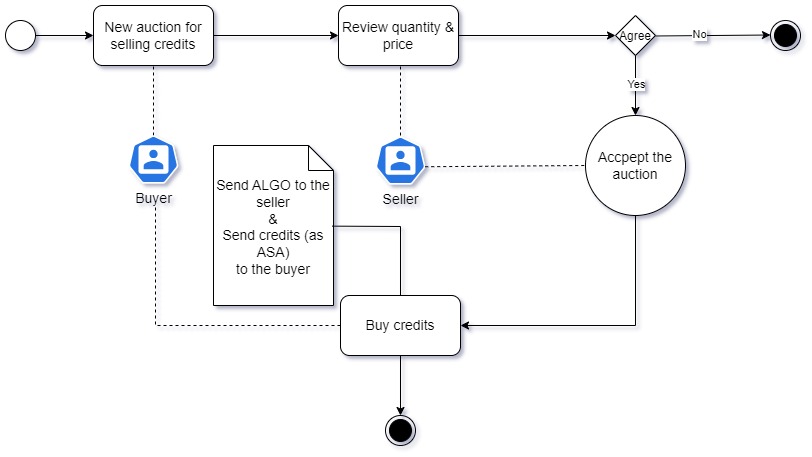 New auction for
selling credits
Review quantity &
price
Agree
No
Yes
Accpept the
auction
Buyer
Seller
Send ALGO to the
seller
&
Send credits (as
ASA)
to the buyer
Buy credits